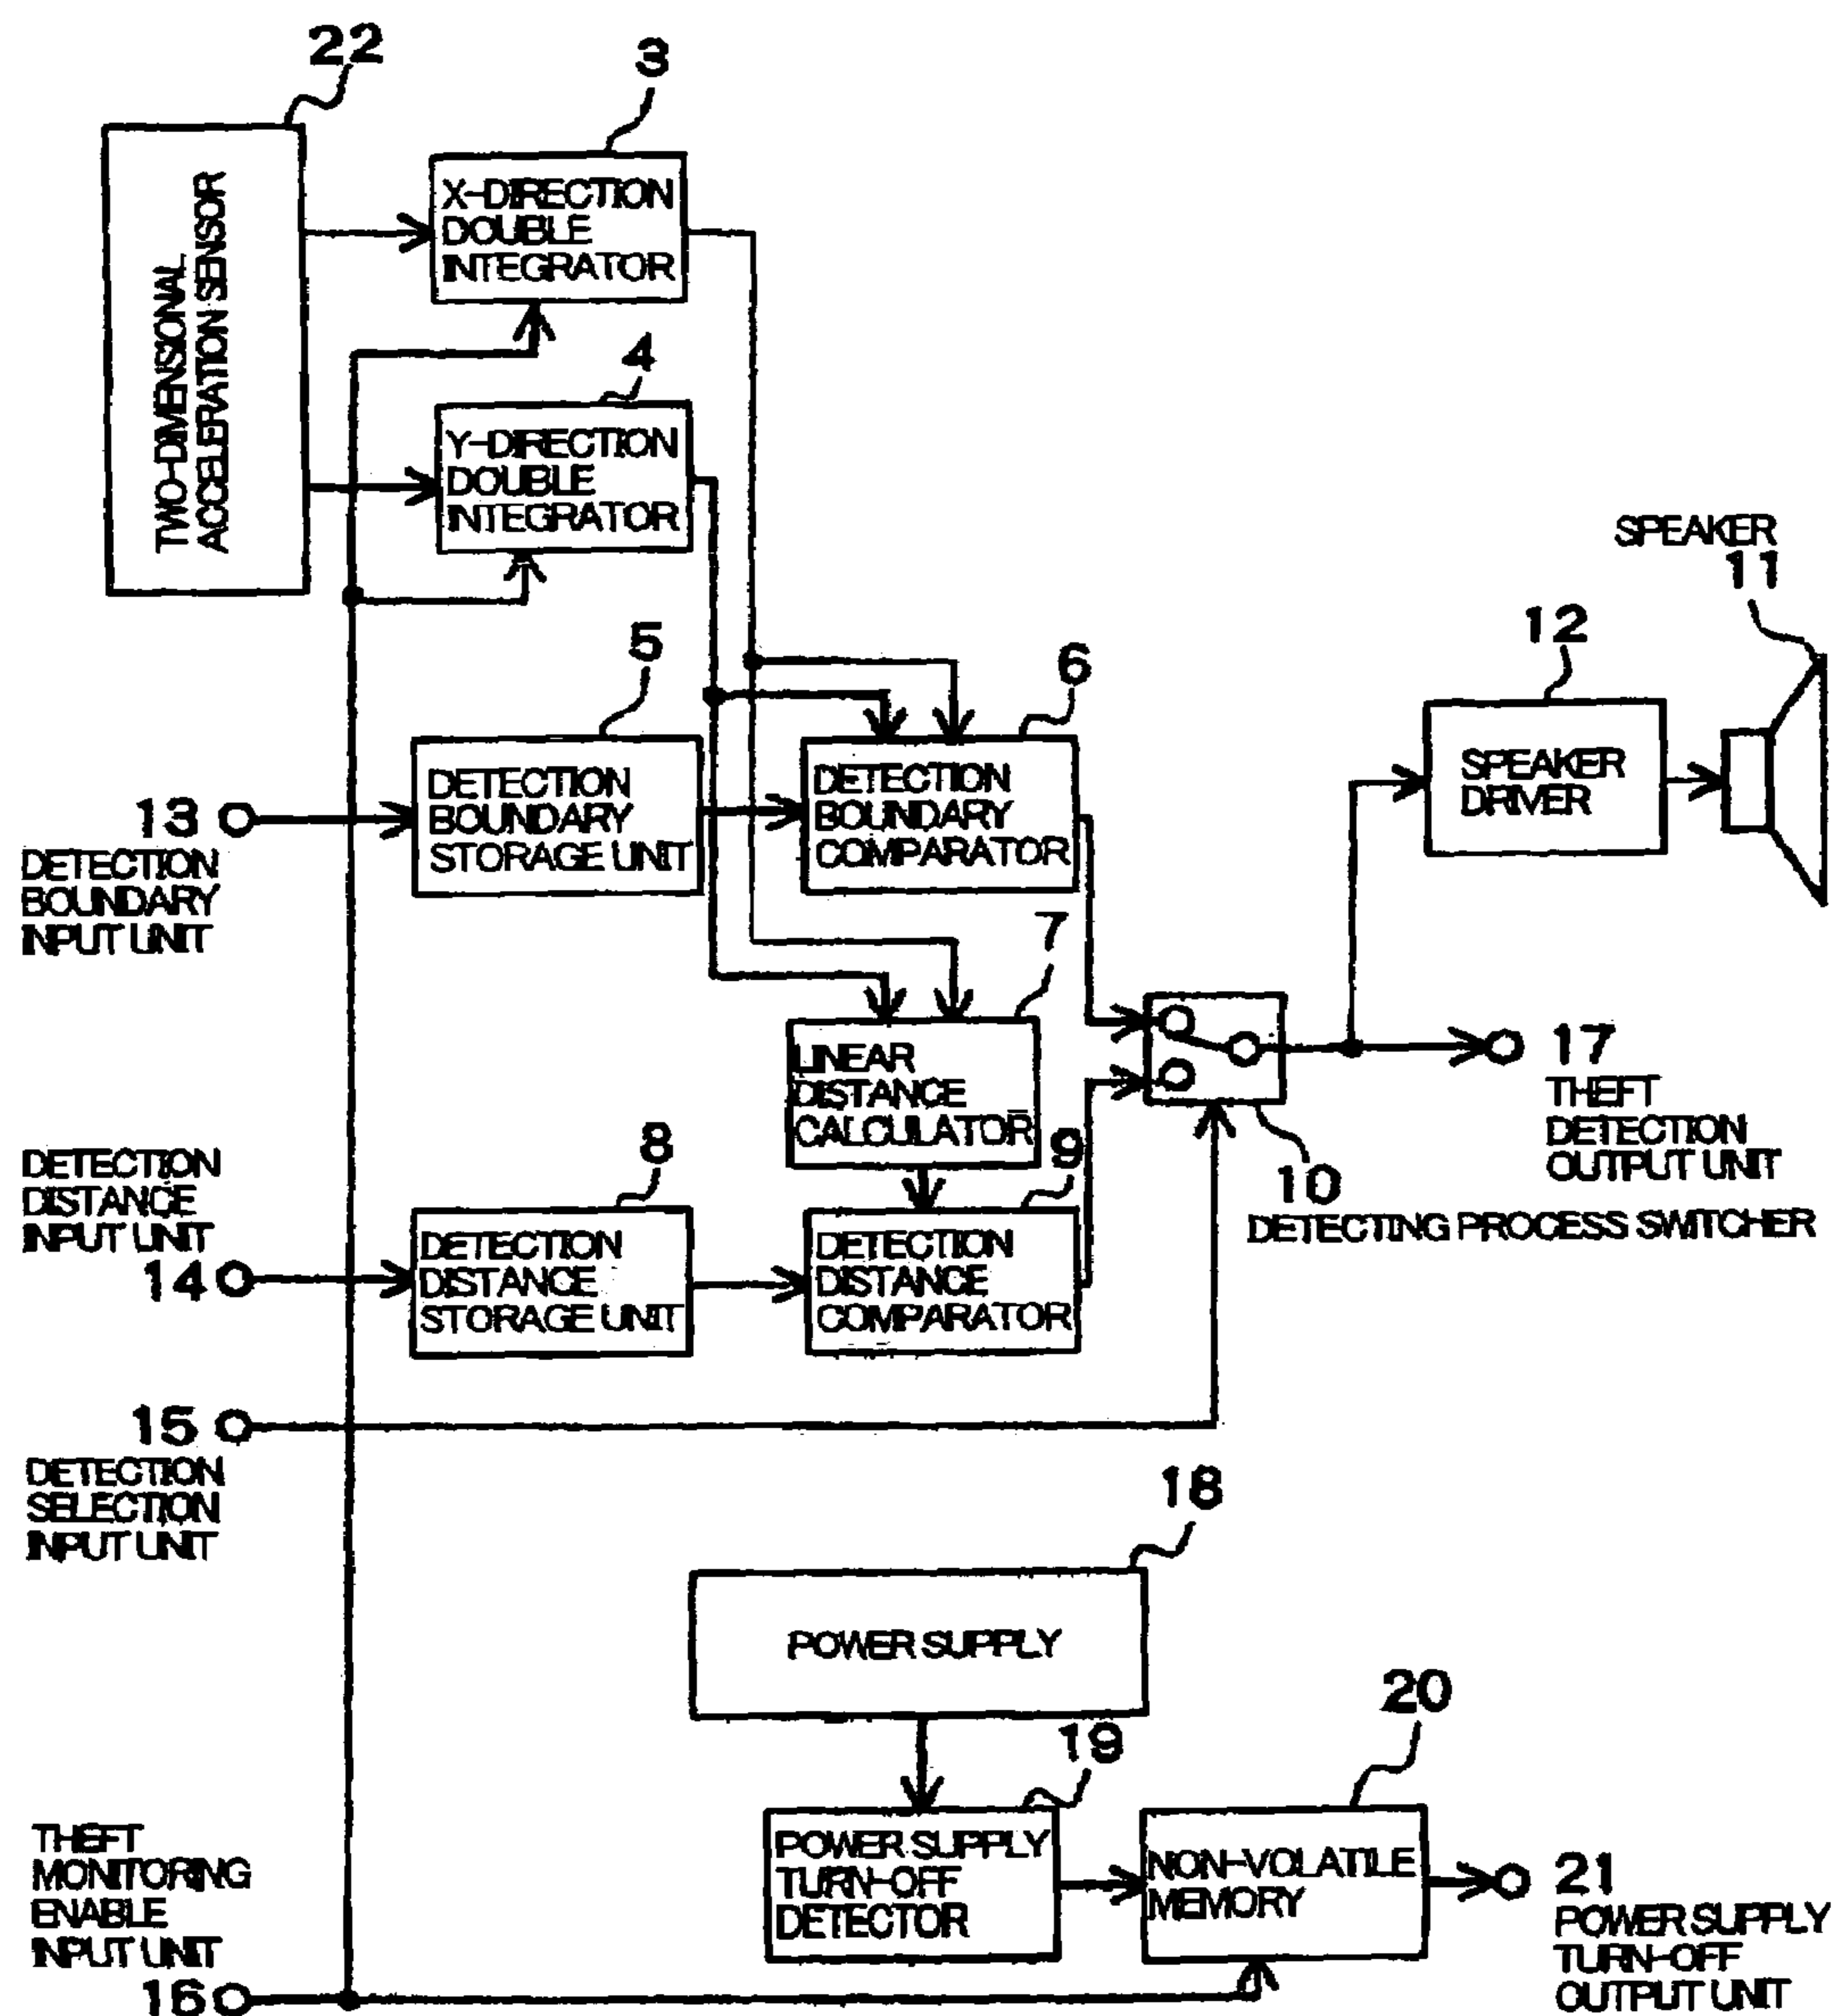 22
3
TWO-DIMENSIONAL
ACCELERATION SENSOR
X-DIRECTION
DOUBLE
INTEGRATOR
4
Y-DIRECTION
DOUBLE
INTEGRATOR
SPEAKER
11
5
6
12
13
DETECTION
BOUNDARY
INPUT UNIT
DETECTION
BOUNDARY
STORAGE UNIT
DETECTION
BOUNDARY
COMPARATOR
SPEAKER
DRIVER
7
LINEAR
DISTANCE
CALCULATOR
17
THEFT
DETECTION
OUTPUT UNIT
DETECTION
DISTANCE
INPUT UNIT
14
8
9
10
DETECTING PROCESS SWITCHER
DETECTION
DISTANCE
STORAGE UNIT
DETECTION
DISTANCE
COMPARATOR
15
DETECTION
SELECTION
INPUT UNIT
18
POWER SUPPLY
19
20
THEFT
MONITORING
ENABLE
INPUT UNIT
16
POWER SUPPLY
TURN-OFF
DETECTOR
NON-VOLATILE
MEMORY
21
POWER SUPPLY
TURN-OFF
OUTPUT UNIT